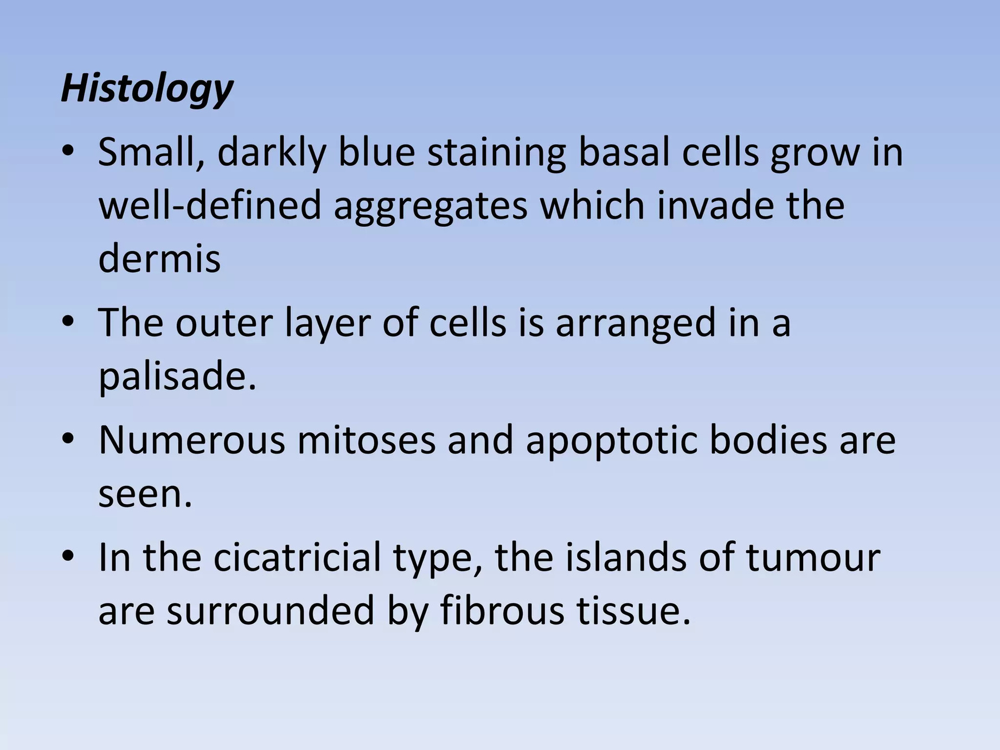 Histology
• Small, darkly blue staining basal cells grow in
well-defined aggregates which invade the
dermis
• The outer layer of cells is arranged in a
palisade.
• Numerous mitoses and apoptotic bodies are
seen.
• In the cicatricial type, the islands of tumour
are surrounded by fibrous tissue.